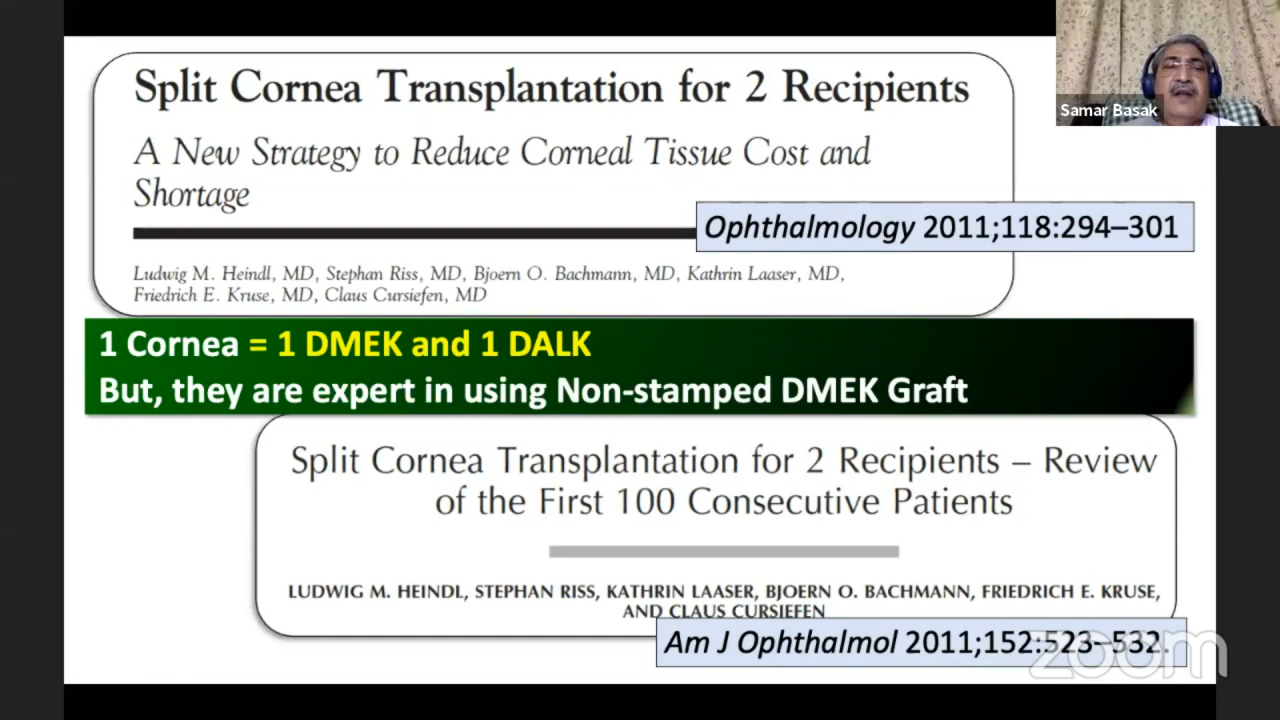 Split Cornea Transplantation for 2 Recipients
A New Strategy to Reduce Corneal Tissue Cost and
Shortage
Ophthalmology 2011;118:294–301
Ludwig M. Heindl, MD, Stephan Riss, MD, Bjoern O. Bachmann, MD, Kathrin Laaser, MD,
Friedrich E. Kruse, MD, Claus Cursiefen, MD
Samar Basak
1 Cornea = 1 DMEK and 1 DALK
But, they are expert in using Non-stamped DMEK Graft
Split Cornea Transplantation for 2 Recipients – Review
of the First 100 Consecutive Patients
LUDWIG M. HEINDL, STEPHAN RISS, KATHRIN LAASER, BJOERN O. BACHMANN, FRIEDRICH E. KRUSE,
AND CLAUS CURSIEFEN
Am J Ophthalmol 2011;152:523–532.
zoom